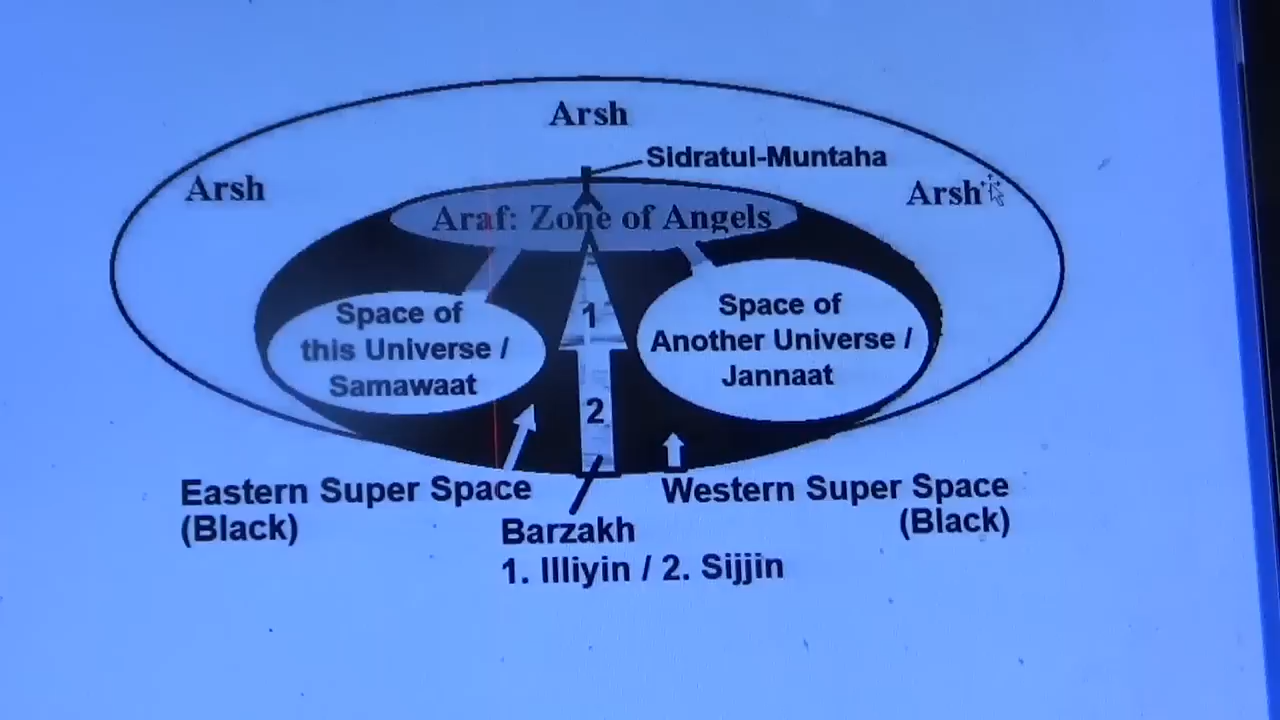 Arsh
Sidratul-Muntaha
Arsh
Arsh
Araf: Zone of Angels
Space of
this Universe /
Samawaat
1
2
Space of
Another Universe /
Jannaat
Eastern Super Space
(Black)
Western Super Space
(Black)
Barzakh
1. Illiyin / 2. Sijjin